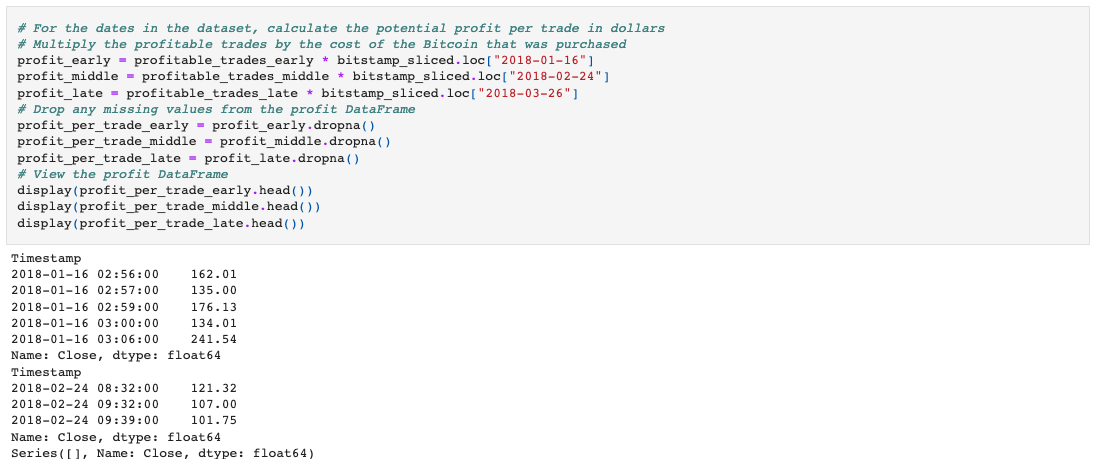 # For the dates in the dataset, calculate the potential profit per trade in dollars
# Multiply the profitable trades by the cost of the Bitcoin that was purchased
profit_early = profitable_trades_early * bitstamp_sliced.loc["2018-01-16"]
profit_middle = profitable_trades_middle * bitstamp_sliced.loc["2018-02-24"]
profit_late = profitable_trades_late * bitstamp_sliced.loc["2018-03-26"]
# Drop any missing values from the profit DataFrame
profit_per_trade_early = profit_early.dropna()
profit_per_trade_middle = profit_middle.dropna()
profit_per_trade_late = profit_late.dropna()
# View the profit DataFrame
display(profit_per_trade_early.head())
display(profit_per_trade_middle.head())
display(profit_per_trade_late.head())
Timestamp
2018-01-16 02:56:00    162.01
2018-01-16 02:57:00    135.00
2018-01-16 02:59:00    176.13
2018-01-16 03:00:00    134.01
2018-01-16 03:06:00    241.54
Name: Close, dtype: float64
Timestamp
2018-02-24 08:32:00    121.32
2018-02-24 09:32:00    107.00
2018-02-24 09:39:00    101.75
Name: Close, dtype: float64
Series([], Name: Close, dtype: float64)